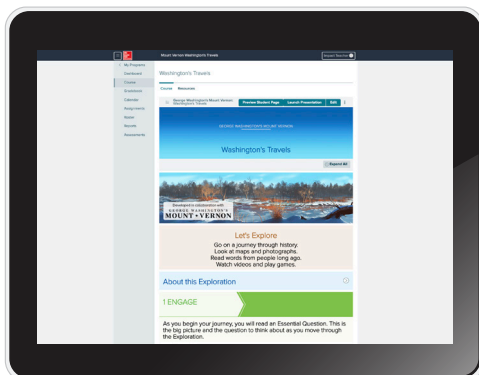 Mount Vernon Washington's Travels
My Programs
Dashboard
Course
Gradebook
Calendar
Assignments
Roster
Reports
Assessments
Washington's Travels
Course Resources
George Washington's Mount Vernon:
Washington's Travels
Preview Student Page Launch Presentation Edit
GEORGE WASHINGTON'S MOUNT VERNON:
Washington's Travels
Expand All
Developed in collaboration with
GEORGE WASHINGTON'S
MOUNT ★ VERNON
Let's Explore
Go on a journey through history.
Look at maps and photographs.
Read words from people long ago.
Watch videos and play games.
About this Exploration
1 ENGAGE
As you begin your journey, you will read an Essential Question. This is
the big picture and the question to think about as you move through
the Exploration.